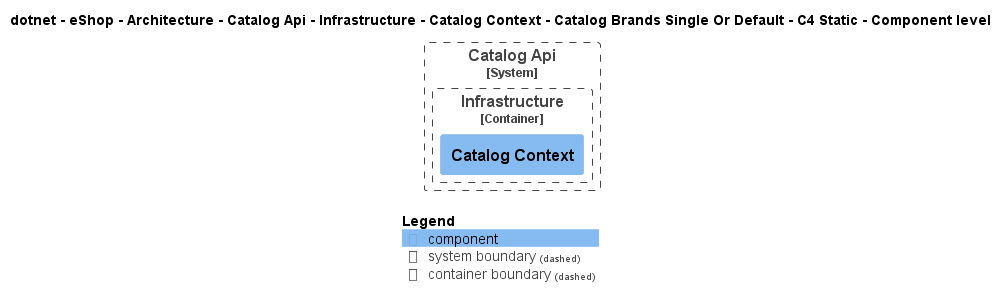 dotnet - eShop - Architecture - Catalog Api - Infrastructure - Catalog Context - Catalog Brands Single Or Default - C4 Static - Component level
Catalog Api
[System]
Infrastructure
[Container]
Catalog Context
Legend
component
system boundary (dashed)
container boundary (dashed)